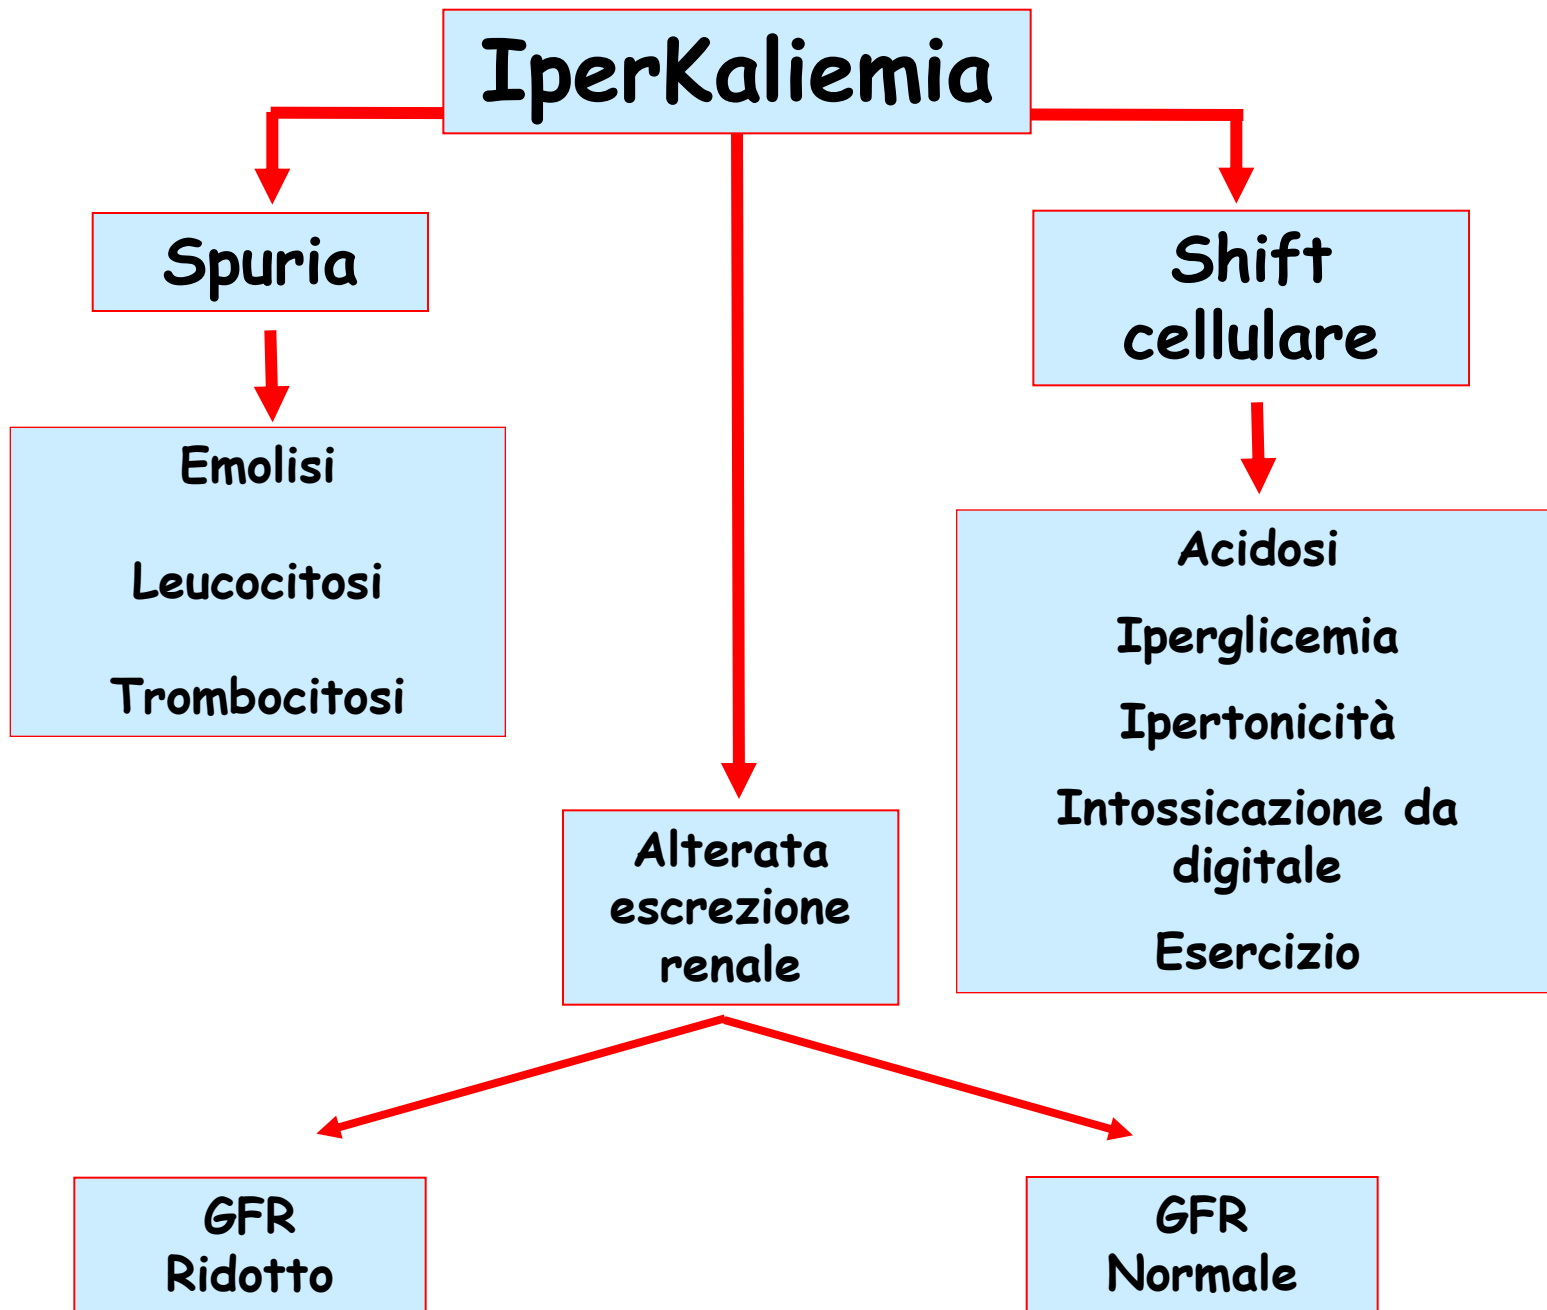 IperKaliemia
Spuria
Shift
cellulare
Emolisi
Leucocitosi
Trombocitosi
Acidosi
Iperglicemia
Ipertonicità
Intossicazione da
digitale
Esercizio
Alterata
escrezione
renale
GFR
Ridotto
GFR
Normale